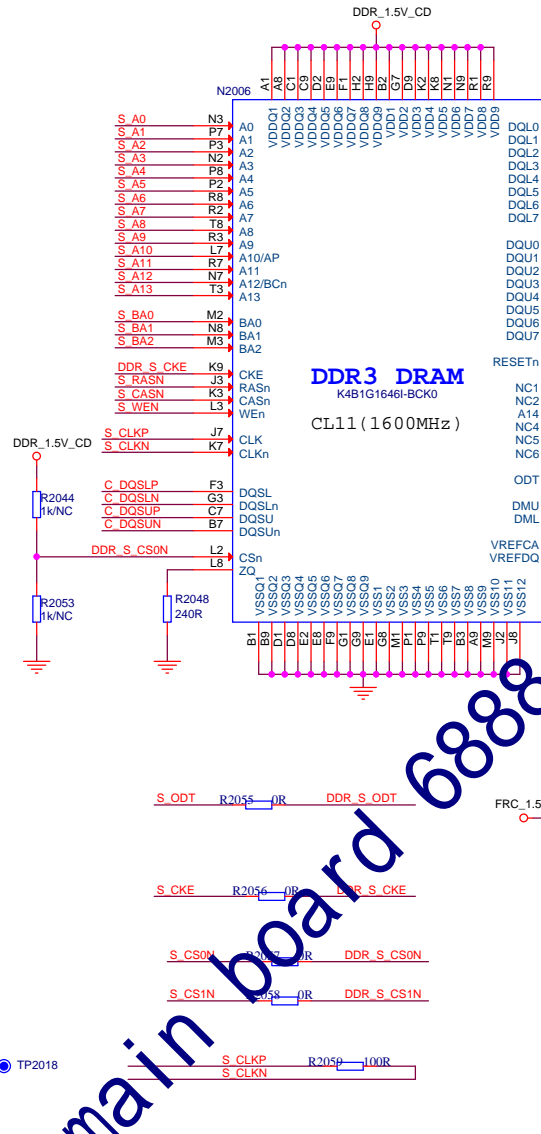 DDR_1.5V_CD
A1 A8 C1 C9 D2 E9 F1 H2 H9 B2 G7 D9 K2 K8 N1 N9 R1 R9
N2006
VDDQ1 VDDQ2 VDDQ3 VDDQ4 VDDQ5 VDDQ6 VDDQ7 VDDQ8 VDDQ9 VDD1 VDD2 VDD3 VDD4 VDD5 VDD6 VDD7 VDD8 VDD9
S_A0 N3 A0 DQL0
S_A1 P7 A1 DQL1
S_A2 P3 A2 DQL2
S_A3 N2 A3 DQL3
S_A4 P8 A4 DQL4
S_A5 P2 A5 DQL5
S_A6 R8 A6 DQL6
S_A7 R2 A7 DQL7
S_A8 T8 A8
S_A9 R3 A9 DQU0
S_A10 L7 A10/AP DQU1
S_A11 R7 A11 DQU2
S_A12 N7 A12/BCn DQU3
S_A13 T3 A13 DQU4
DQU5
S_BA0 M2 BA0 DQU6
S_BA1 N8 BA1 DQU7
S_BA2 M3 BA2
RESETn
DDR_S_CKE K9 CKE
S_RASN J3 RASn NC1
S_CASN K3 CASn NC2
S_WEN L3 WEn A14
DDR3 DRAM
K4B1G1646I-BCK0
CL11(1600MHz)
NC4
S_CLKP J7 CLK NC5
S_CLKN K7 CLKn NC6
DDR_1.5V_CD
ODT
C_DQSLP F3 DQSL
C_DQSLN G3 DQSLn DMU
C_DQSUP C7 DQSU DML
C_DQSUN B7 DQSUn
R2044
1k/NC
VREFCA
DDR_S_CS0N L2 CSn VREFDQ
L8 ZQ
R2053
1k/NC
R2048
240R
VSSQ1 VSSQ2 VSSQ3 VSSQ4 VSSQ5 VSSQ6 VSSQ7 VSSQ8 VSSQ9 VSS1 VSS2 VSS3 VSS4 VSS5 VSS6 VSS7 VSS8 VSS9 VSS10 VSS11 VSS12
B1 B9 D1 D8 E2 E8 F9 G1 G9 E1 G8 M1 P1 P9 T1 T9 B3 A9 M9 J2 J8
S_ODT R2055 0R DDR_S_ODT
FRC_1.5
S_CKE R2056 0R DDR_S_CKE
S_CS0N 0R DDR_S_CS0N
S_CS1N 0R DDR_S_CS1N
TP2018
S_CLKP R2059 100R
S_CLKN
main board 6888